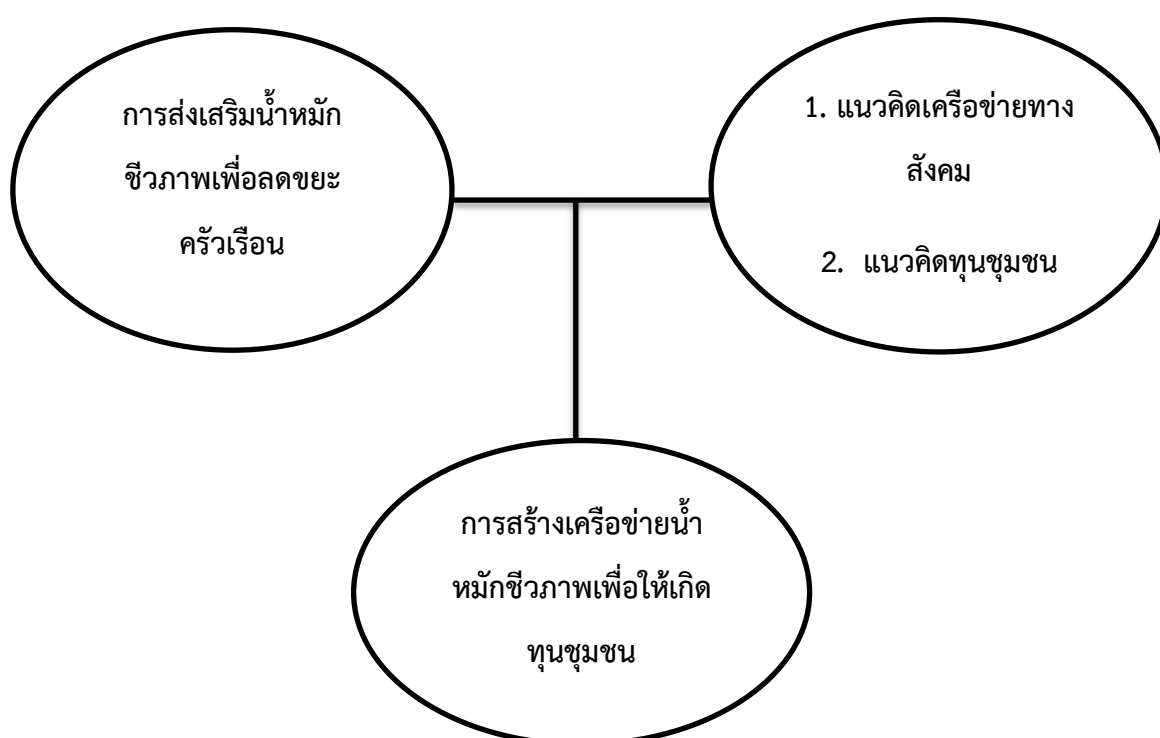 การส่งเสริมน้ำหมัก
ชีวภาพเพื่อลดขยะ
ครัวเรือน
1. แนวคิดเครือข่ายทาง
สังคม
2. แนวคิดทุนชุมชน
การสร้างเครือข่ายน้ำ
หมักชีวภาพเพื่อให้เกิด
ทุนชุมชน